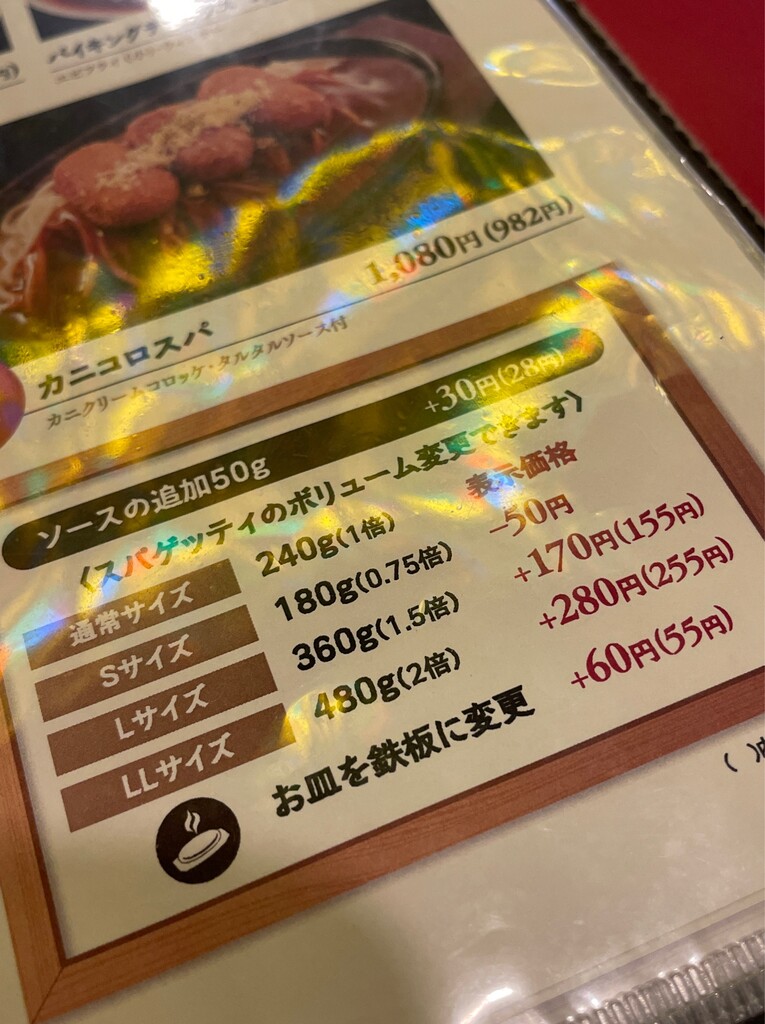 バイキング
カニコロスパ
1,080円(982円)
カニクリームコロッケ・タルタルソース付
ソースの追加50g +30円(28円)
〈スパゲッティのボリューム変更できます〉
通常サイズ 240g(1倍) 表示価格
Sサイズ 180g(0.75倍) -50円
Lサイズ 360g(1.5倍) +170円(155円)
LLサイズ 480g(2倍) +280円(255円)
お皿を鉄板に変更 +60円(55円)
( )